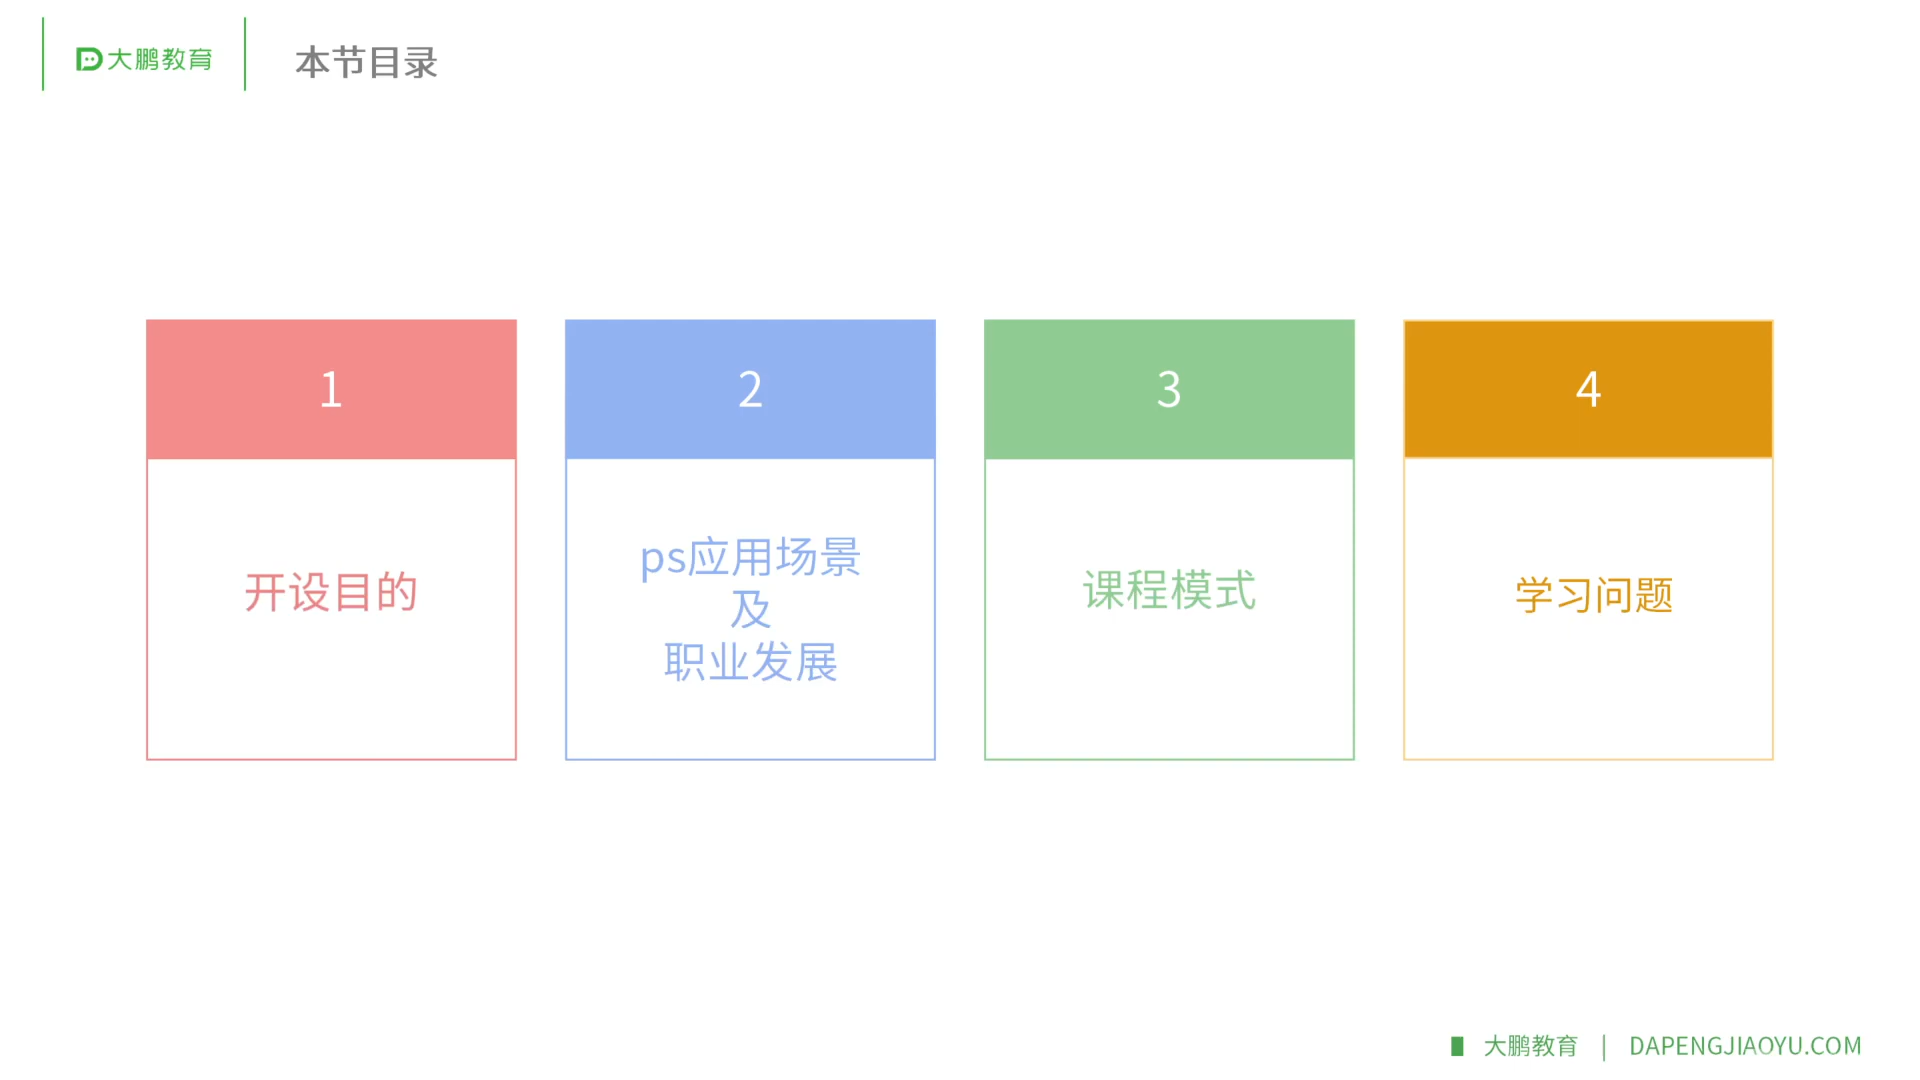 大鹏教育
本节目录
1
开设目的
2
ps应用场景
及
职业发展
3
课程模式
4
学习问题
大鹏教育 | DAPENGJIAOYU.COM